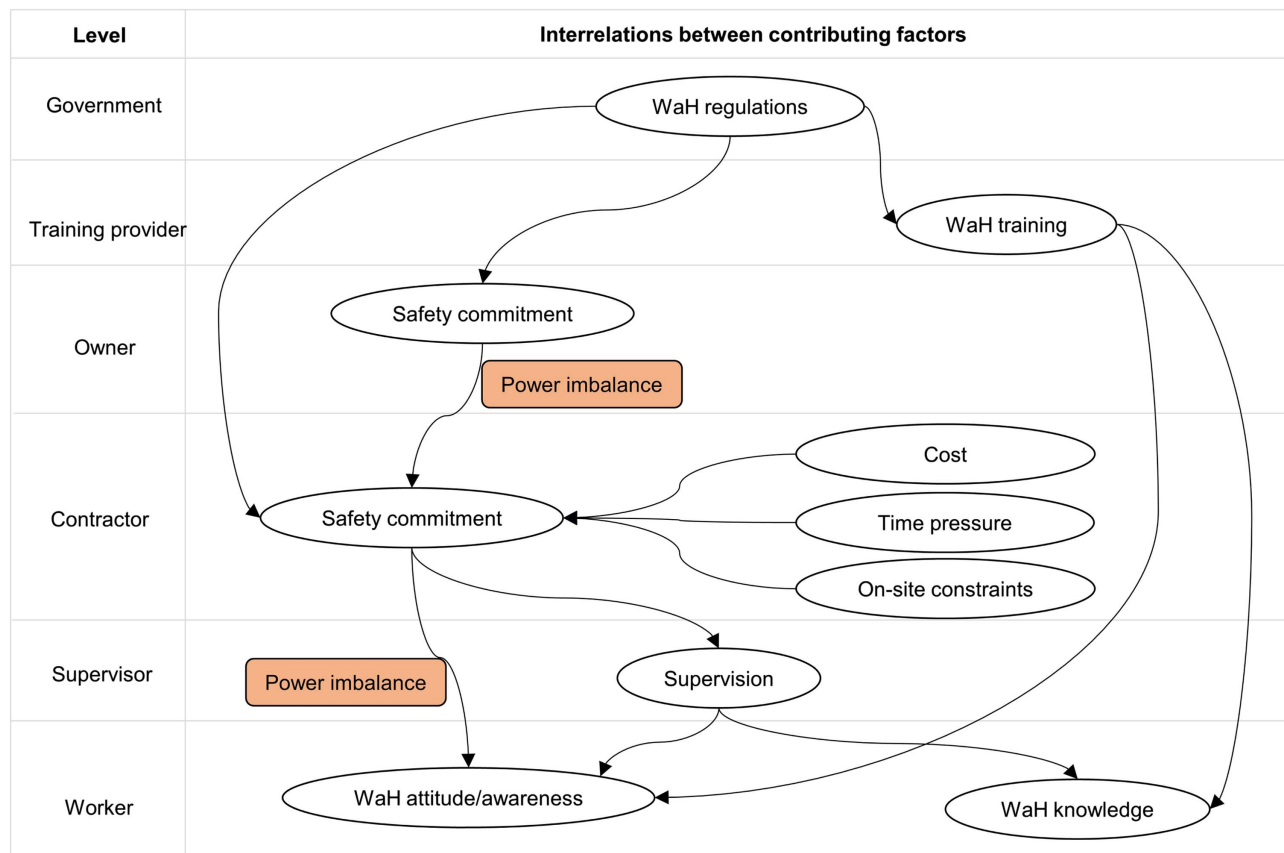 Level
Interrelations between contributing factors
Government
WaH regulations
Training provider
WaH training
Owner
Safety commitment
Power imbalance
Contractor
Safety commitment
Cost
Time pressure
On-site constraints
Supervisor
Power imbalance
Supervision
Worker
WaH attitude/awareness
WaH knowledge